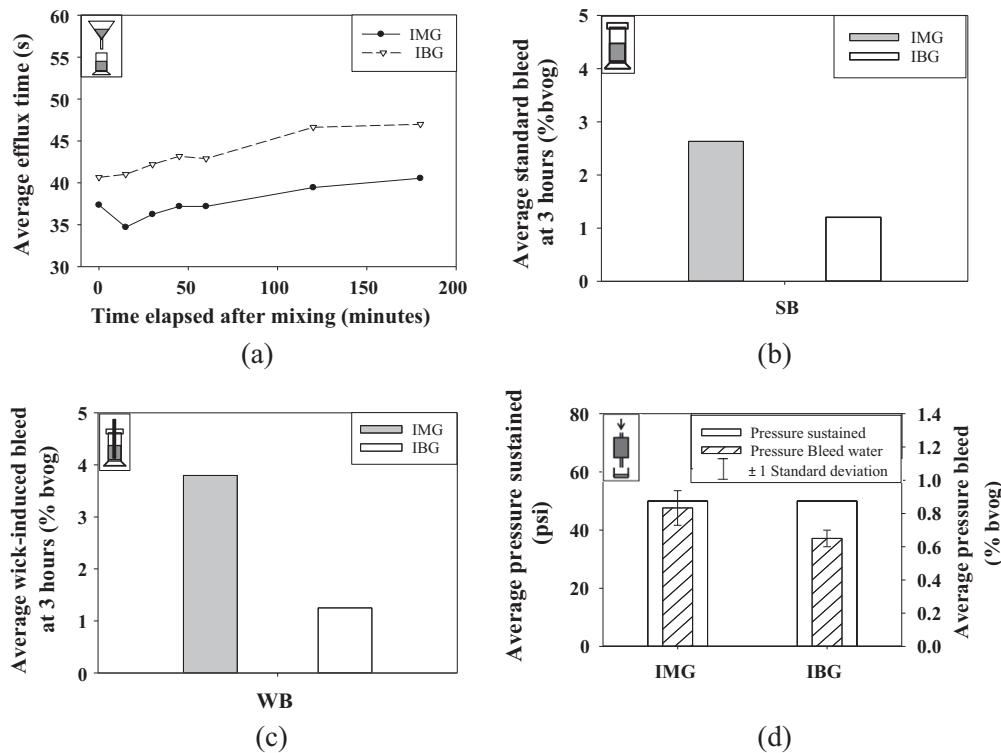 60
55
50
45
40
35
30
Average efflux time (s)
IMG
IBG
0
50
100
150
200
Time elapsed after mixing (minutes)
(a)
5
4
3
2
1
0
Average standard bleed
at 3 hours (%bvog)
IMG
IBG
SB
(b)
5
4
3
2
1
0
Average wick-induced bleed
at 3 hours (% bvog)
IMG
IBG
WB
(c)
80
60
40
20
0
Average pressure sustained
(psi)
Pressure sustained
Pressure Bleed water
± 1 Standard deviation
1.4
1.2
1.0
0.8
0.6
0.4
0.2
0.0
Average pressure bleed
(% bvog)
IMG
IBG
(d)